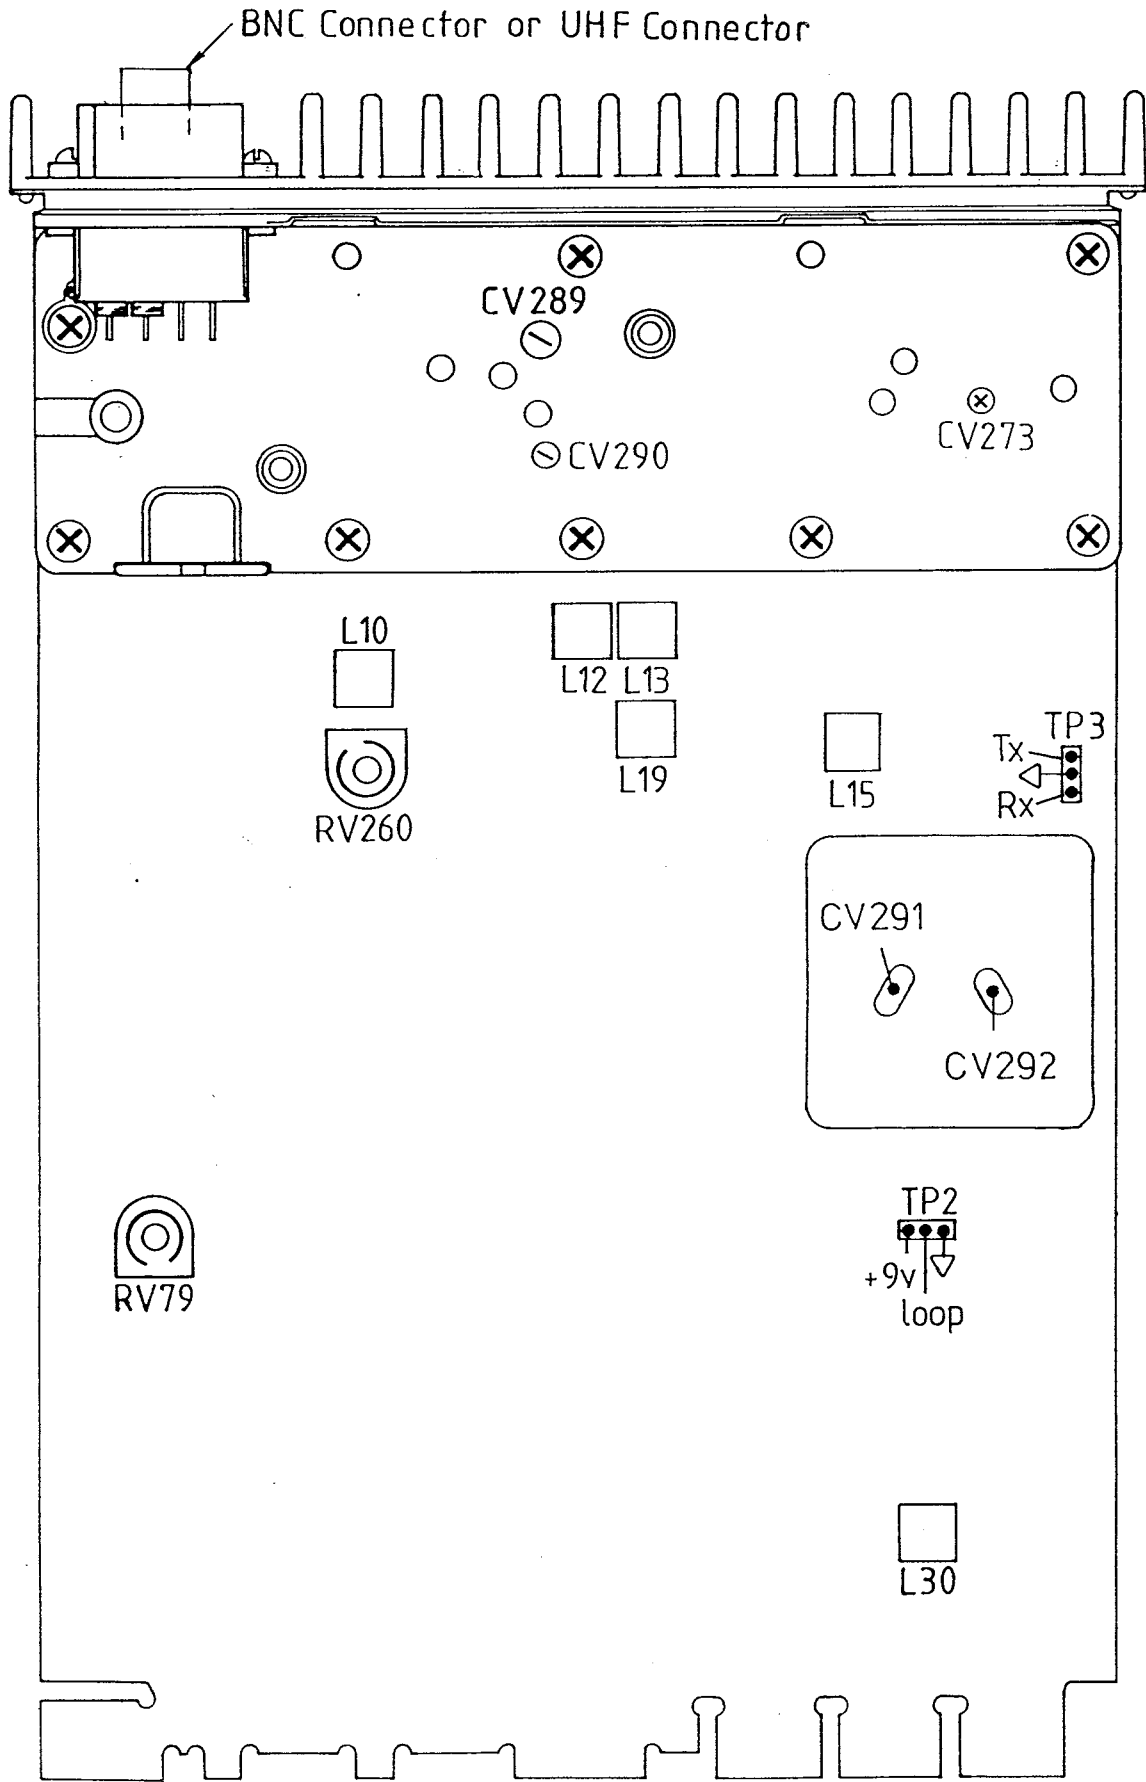 BNC Connector or UHF Connector
CV289
CV290
CV273
L10
L12 L13
L19
RV260
L15
TP3
Tx
Rx
CV291
CV292
TP2
+9v
loop
RV79
L30